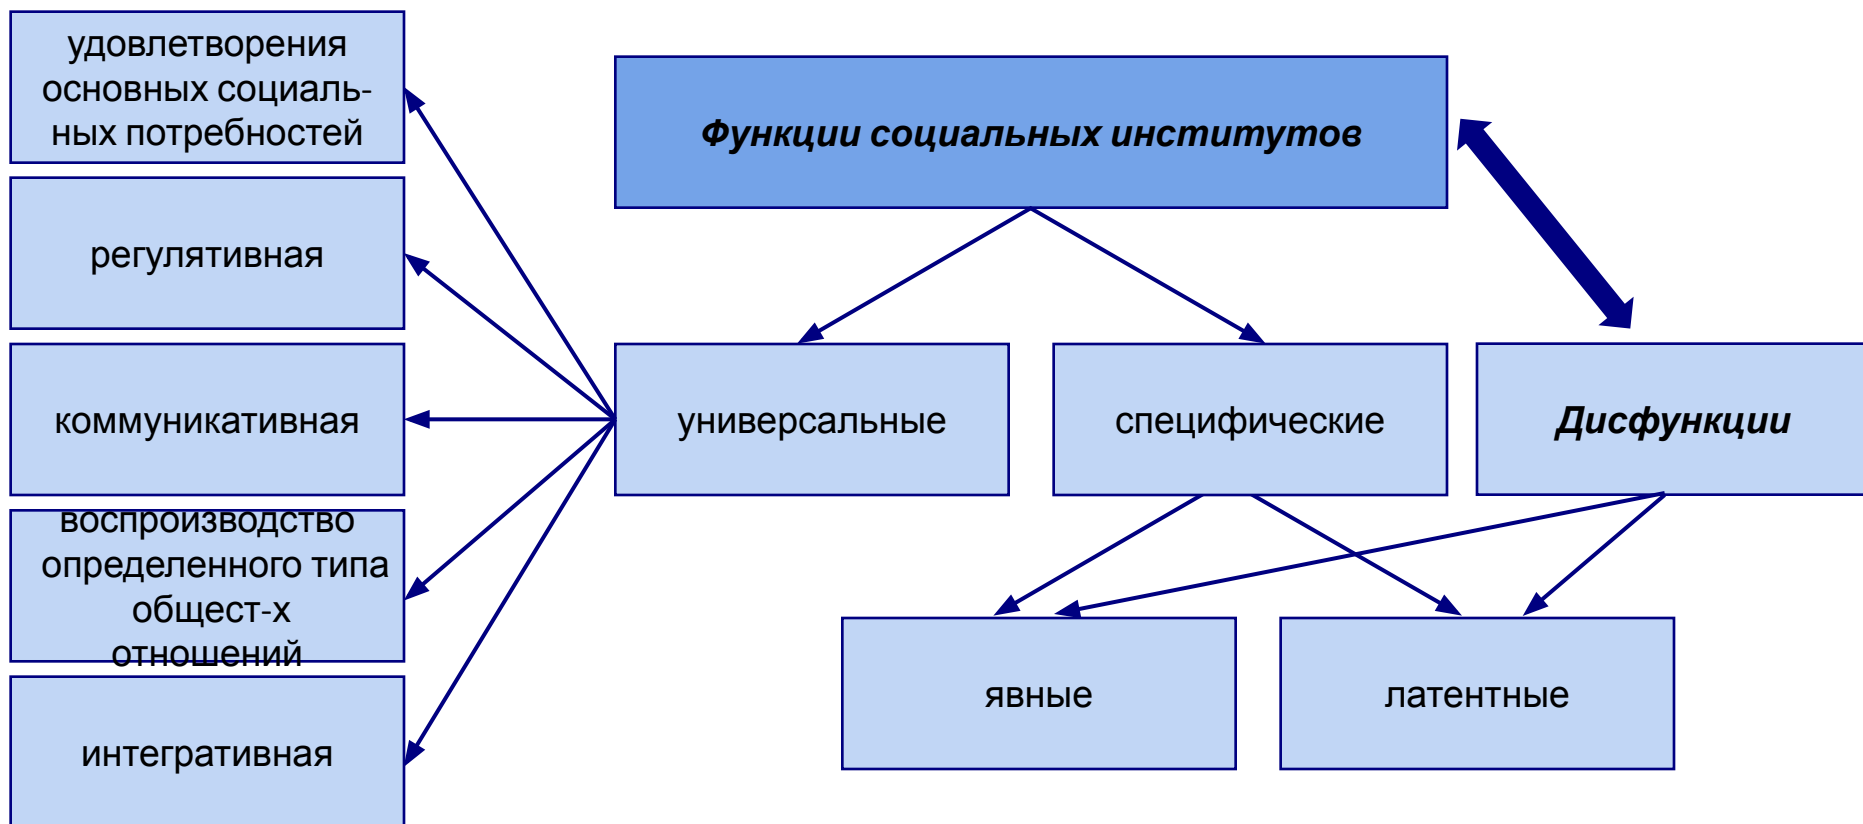 удовлетворения
основных социаль-
ных потребностей
Функции социальных институтов
регулятивная
коммуникативная
универсальные
специфические
Дисфункции
воспроизводство
определенного типа
общест-х
отношений
интегративная
явные
латентные